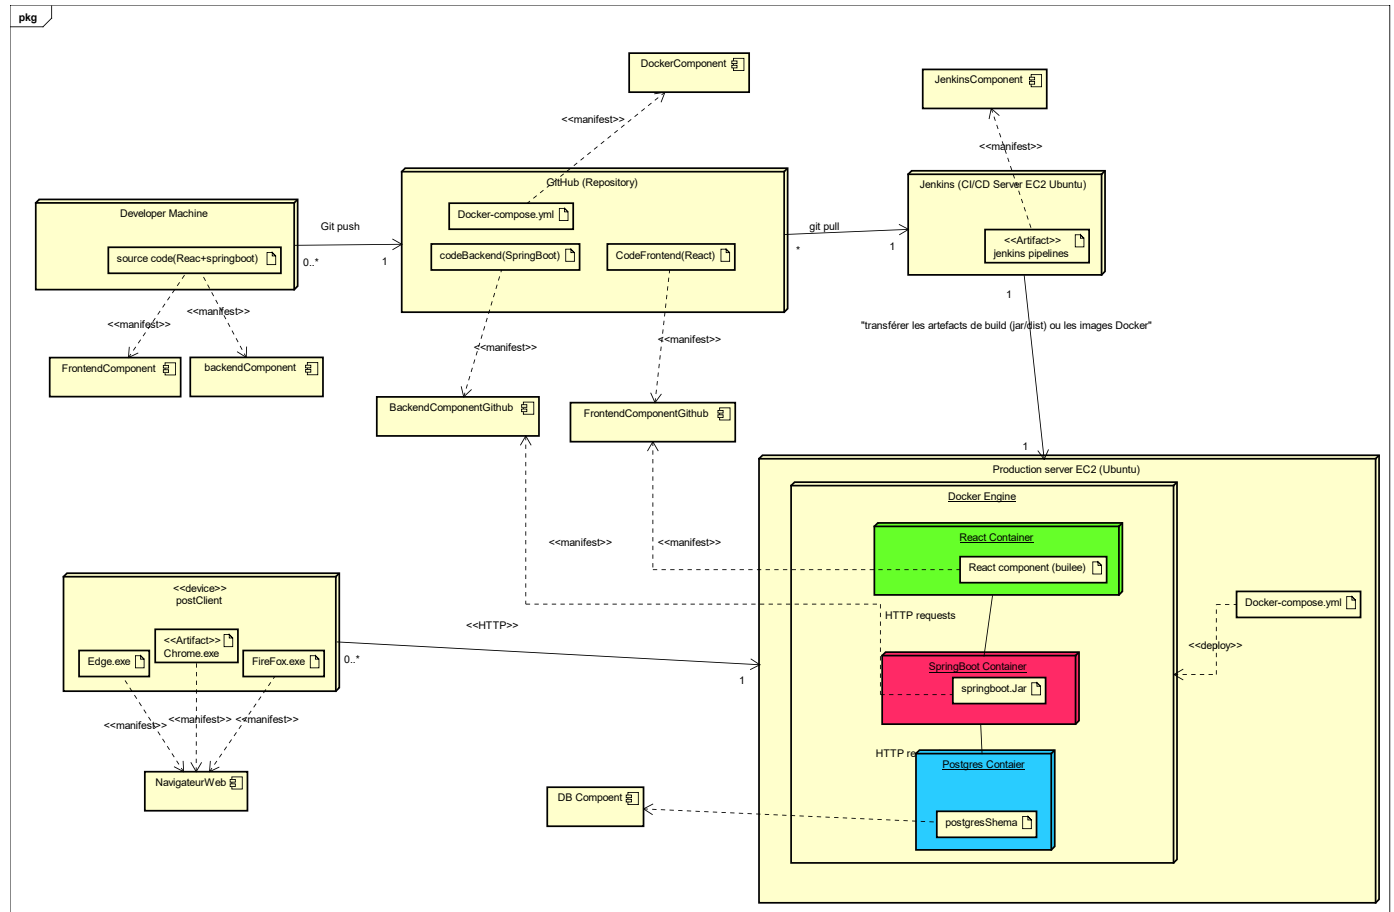 pkg
DockerComponent
JenkinsComponent
<<manifest>>
<<manifest>>
GitHub (Repository)
Jenkins (CI/CD Server EC2 Ubuntu)
Developer Machine
Docker-compose.yml
Git push
git pull
<<Artifact>>
jenkins pipelines
source code(Reac+springboot)
codeBackend(SpringBoot)
CodeFrontend(React)
0..*
1
*
1
1
<<manifest>>
<<manifest>>
"transférer les artefacts de build (jar/dist) ou les images Docker"
<<manifest>>
<<manifest>>
FrontendComponent
backendComponent
BackendComponentGithub
FrontendComponentGithub
1
Production server EC2 (Ubuntu)
Docker Engine
React Container
<<manifest>>
<<manifest>>
React component (builee)
<<device>>
postClient
Docker-compose.yml
HTTP requests
<<HTTP>>
<<Artifact>>
Chrome.exe
Edge.exe
FireFox.exe
0..*
1
<<deploy>>
SpringBoot Container
springboot.Jar
<<manifest>>
<<manifest>>
<<manifest>>
HTTP re
Postgres Contaier
NavigateurWeb
DB Compoent
postgresShema